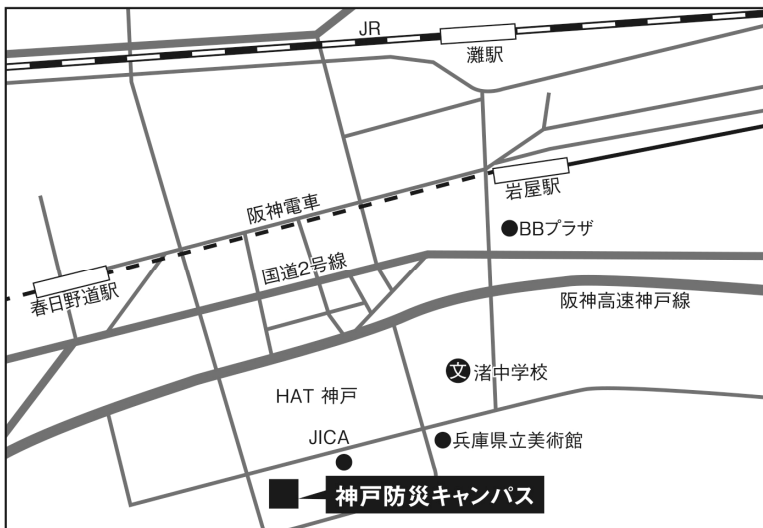 JR
灘駅
岩屋駅
阪神電車
BBプラザ
国道2号線
春日野道駅
阪神高速神戸線
文
渚中学校
HAT 神戸
JICA
兵庫県立美術館
神戸防災キャンパス